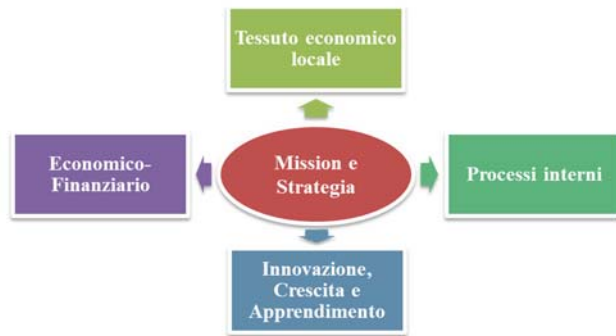 Tessuto economico
locale
Economico-
Finanziario
Mission e
Strategia
Processi interni
Innovazione,
Crescita e
Apprendimento